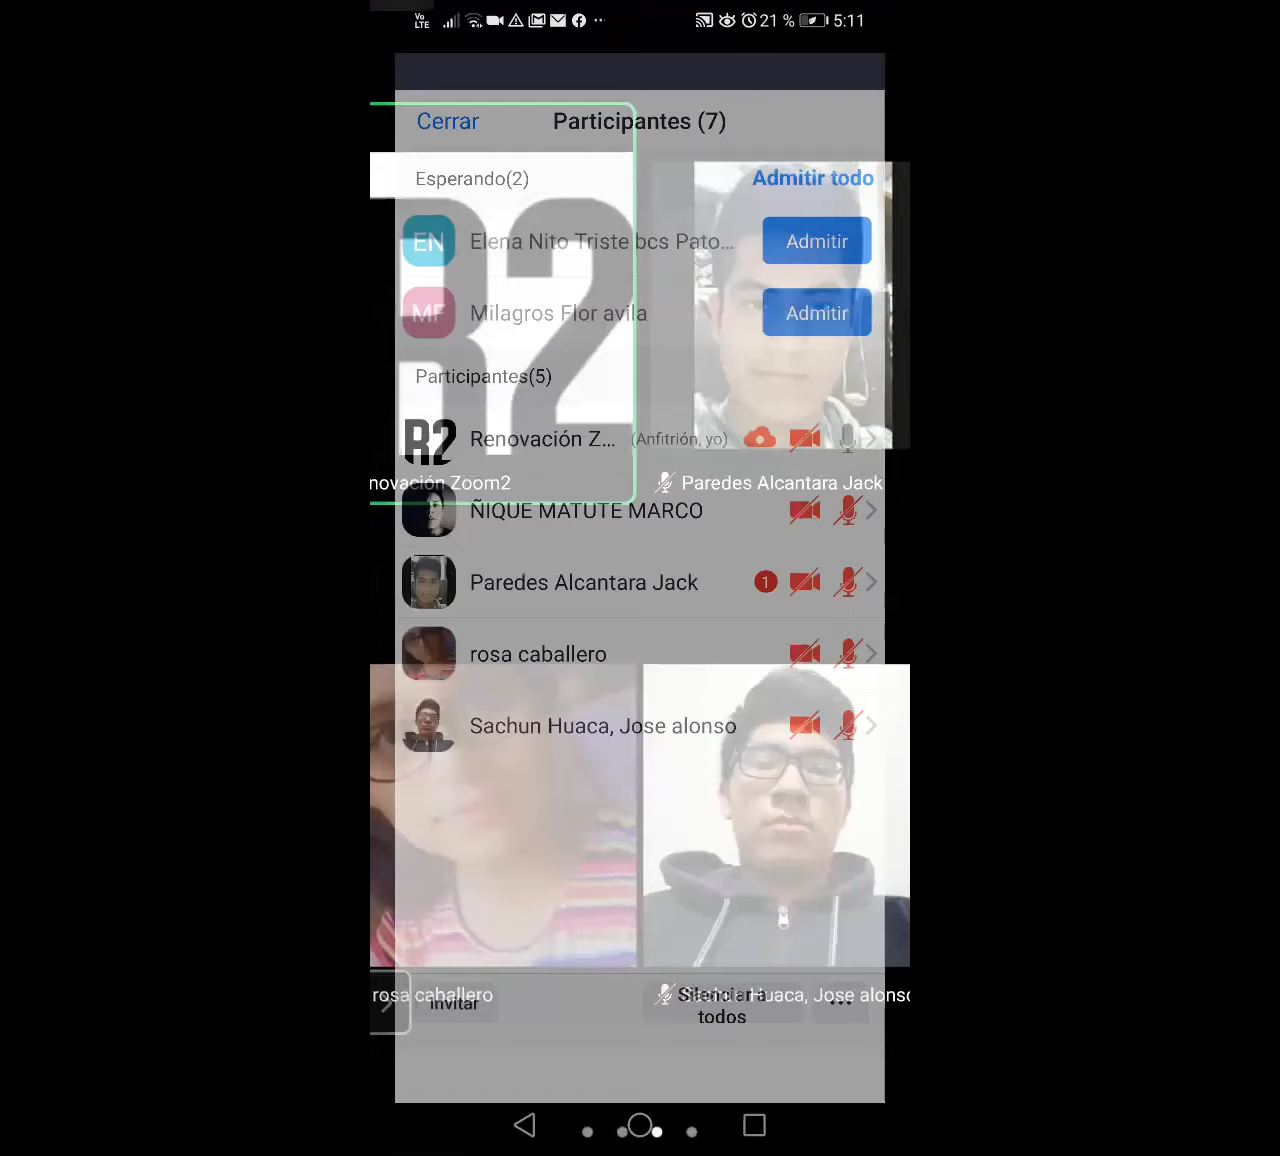 Vo
LTE
21 %
5:11
Cerrar
Participantes (7)
Esperando(2)
Admitir todo
EN
Elena Nito Triste bcs Pato...
Admitir
MF
Milagros Flor avila
Admitir
R2
Participantes(5)
R2
Renovación Z...
(Anfitrión, yo)
novación Zoom2
Paredes Alcantara Jack
ÑIQUE MATUTE MARCO
Paredes Alcantara Jack
1
rosa caballero
Sachun Huaca, Jose alonso
rosa caballero
Invitar
Silenciar a
todos
Huaca, Jose alonso